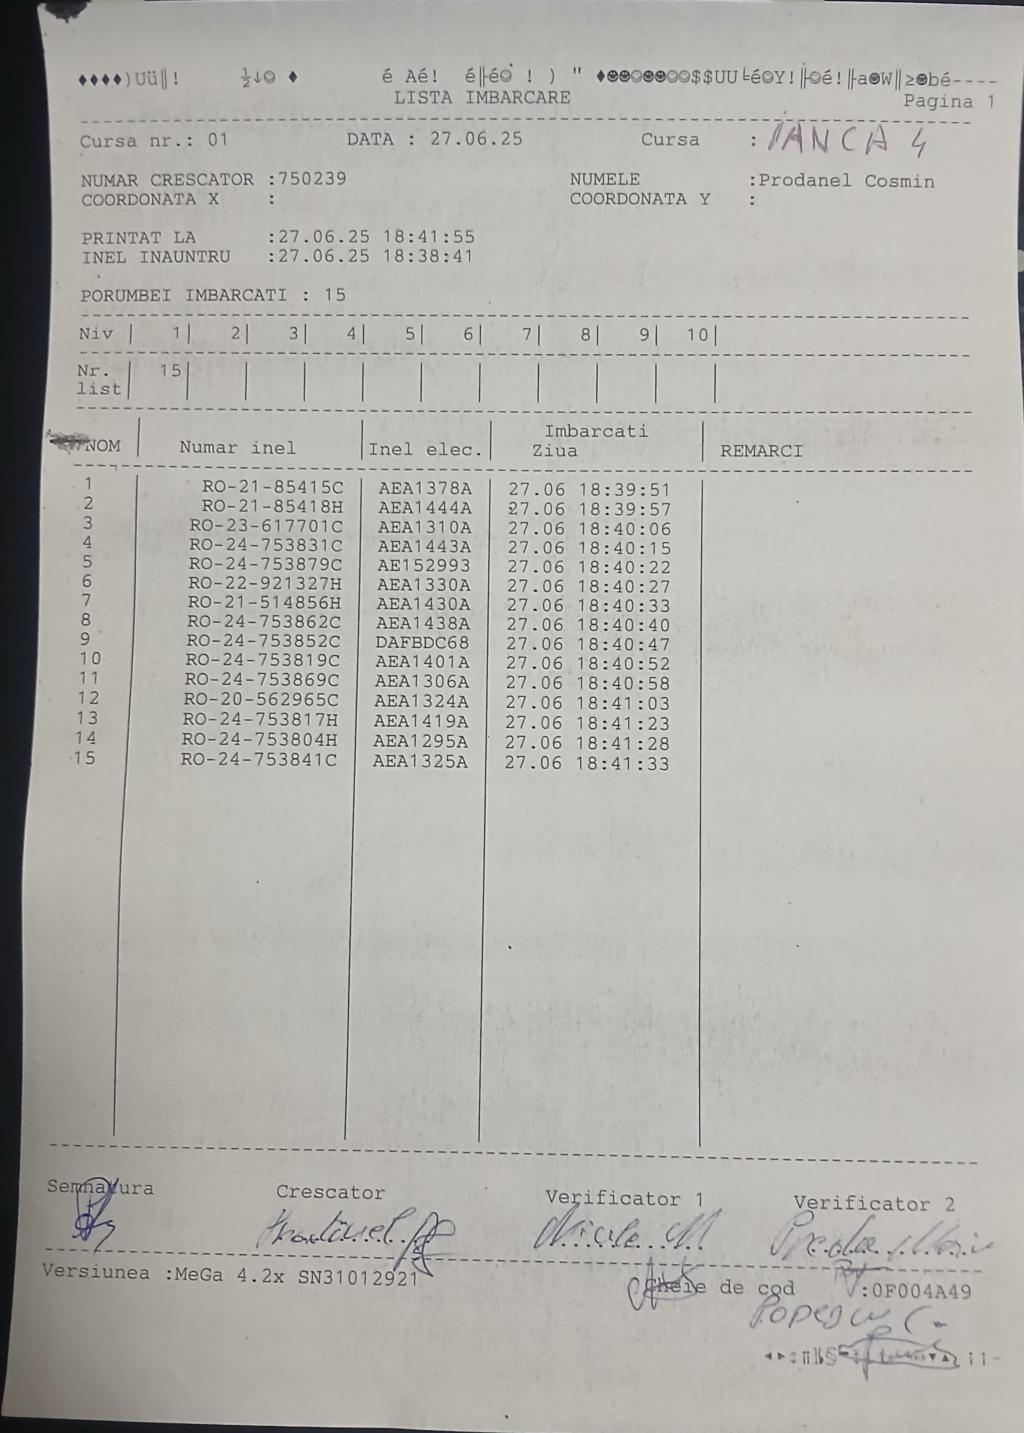 LISTA IMBARCARE
Pagina 1
Cursa nr.: 01 DATA : 27.06.25 Cursa : IANCA 4
NUMAR CRESCATOR :750239 NUMELE :Prodanel Cosmin
COORDONATA X : COORDONATA Y :
PRINTAT LA :27.06.25 18:41:55
INEL INAUNTRU :27.06.25 18:38:41
PORUMBEI IMBARCATI : 15
Niv | 1| 2| 3| 4| 5| 6| 7| 8| 9| 10|
Nr. list | 15|
NOM | Numar inel | Inel elec. | Imbarcati Ziua | REMARCI
1 RO-21-85415C AEA1378A 27.06 18:39:51
2 RO-21-85418H AEA1444A 27.06 18:39:57
3 RO-23-617701C AEA1310A 27.06 18:40:06
4 RO-24-753831C AEA1443A 27.06 18:40:15
5 RO-24-753879C AE152993 27.06 18:40:22
6 RO-22-921327H AEA1330A 27.06 18:40:27
7 RO-21-514856H AEA1430A 27.06 18:40:33
8 RO-24-753862C AEA1438A 27.06 18:40:40
9 RO-24-753852C DAFBDC68 27.06 18:40:47
10 RO-24-753819C AEA1401A 27.06 18:40:52
11 RO-24-753869C AEA1306A 27.06 18:40:58
12 RO-20-562965C AEA1324A 27.06 18:41:03
13 RO-24-753817H AEA1419A 27.06 18:41:23
14 RO-24-753804H AEA1295A 27.06 18:41:28
15 RO-24-753841C AEA1325A 27.06 18:41:33
Semnatura Crescator Verificator 1 Verificator 2
Versiunea :MeGa 4.2x SN31012921 Cheie de cod :0F004A49
Popescu C.